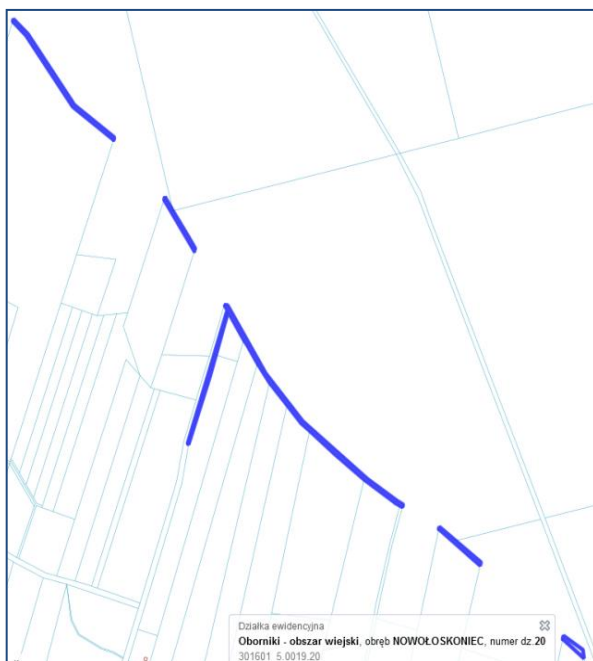 Działka ewidencyjna
Oborniki - obszar wiejski, obręb NOWOŁOSKONIEC, numer dz.20
301601_5.0019.20